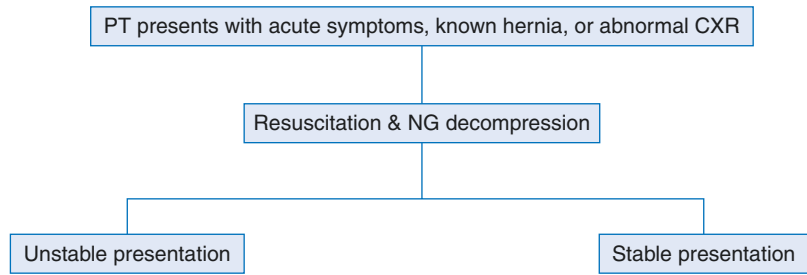 PT presents with acute symptoms, known hernia, or abnormal CXR
Resuscitation & NG decompression
Unstable presentation
Stable presentation